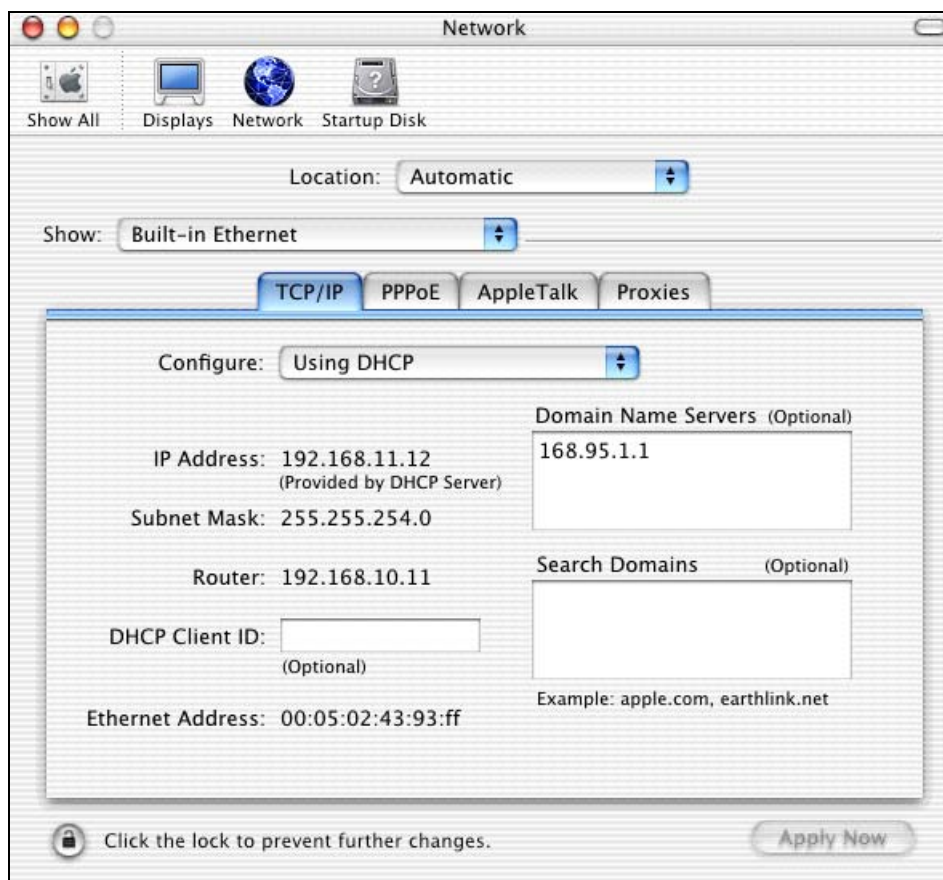 Network
Show All
Displays
Network
Startup Disk
Location: Automatic
Show: Built-in Ethernet
TCP/IP
PPPoE
AppleTalk
Proxies
Configure: Using DHCP
Domain Name Servers (Optional)
168.95.1.1
IP Address: 192.168.11.12
(Provided by DHCP Server)
Subnet Mask: 255.255.254.0
Router: 192.168.10.11
Search Domains (Optional)
DHCP Client ID:
(Optional)
Example: apple.com, earthlink.net
Ethernet Address: 00:05:02:43:93:ff
Click the lock to prevent further changes.
Apply Now